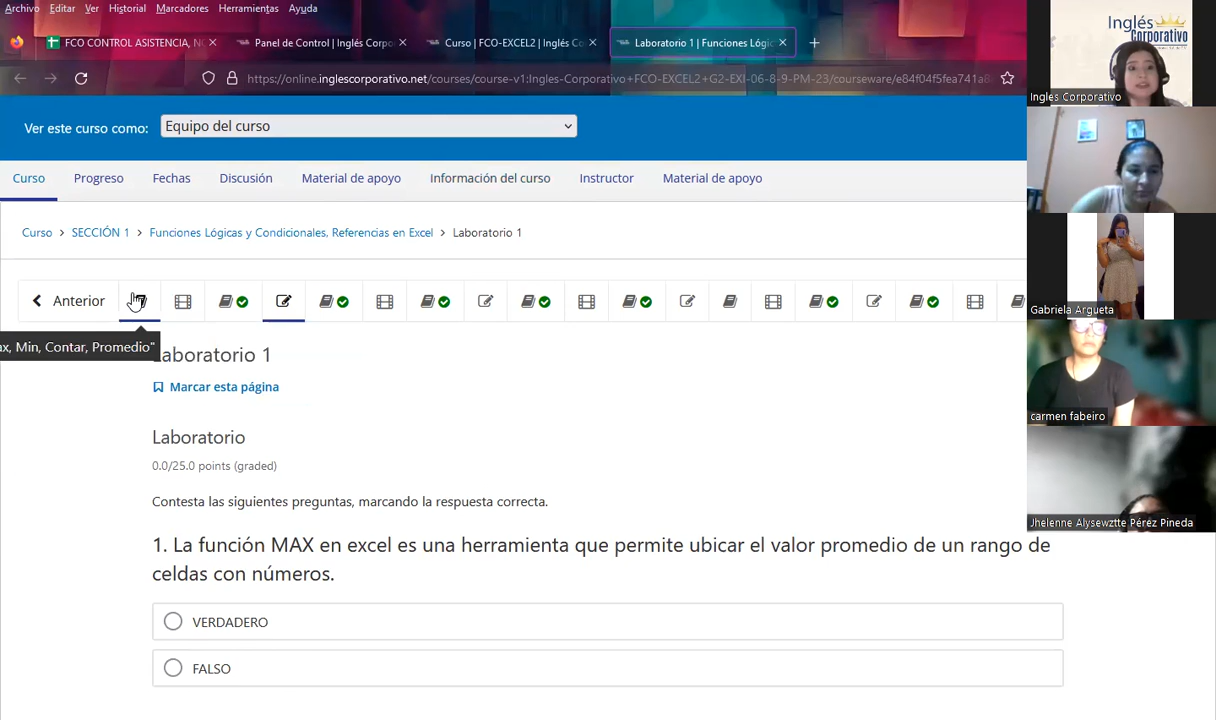 Archivo Editar Ver Historial Marcadores Herramientas Ayuda
FCO CONTROL ASISTENCIA, N
Panel de Control | Inglés Corpo
Curso | FCO-EXCEL2 | Inglés Co
Laboratorio 1 | Funciones Lógic
https://online.inglescorporativo.net/courses/course-v1:Ingles-Corporativo+FCO-EXCEL2+G2-EXI-06-8-9-PM-23/courseware/e84f04f5fea741a8
Ver este curso como: Equipo del curso
Curso Progreso Fechas Discusión Material de apoyo Información del curso Instructor Material de apoyo
Curso > SECCIÓN 1 > Funciones Lógicas y Condicionales, Referencias en Excel > Laboratorio 1
Anterior
x, Min, Contar, Promedio"
aboratorio 1
Marcar esta página
Laboratorio
0.0/25.0 points (graded)
Contesta las siguientes preguntas, marcando la respuesta correcta.
1. La función MAX en excel es una herramienta que permite ubicar el valor promedio de un rango de
celdas con números.
VERDADERO
FALSO
Inglés
Corporativo
Ingles Corporativo
Gabriela Argueta
carmen fabeiro
Jhelenne Alysewztte Pérez Pineda